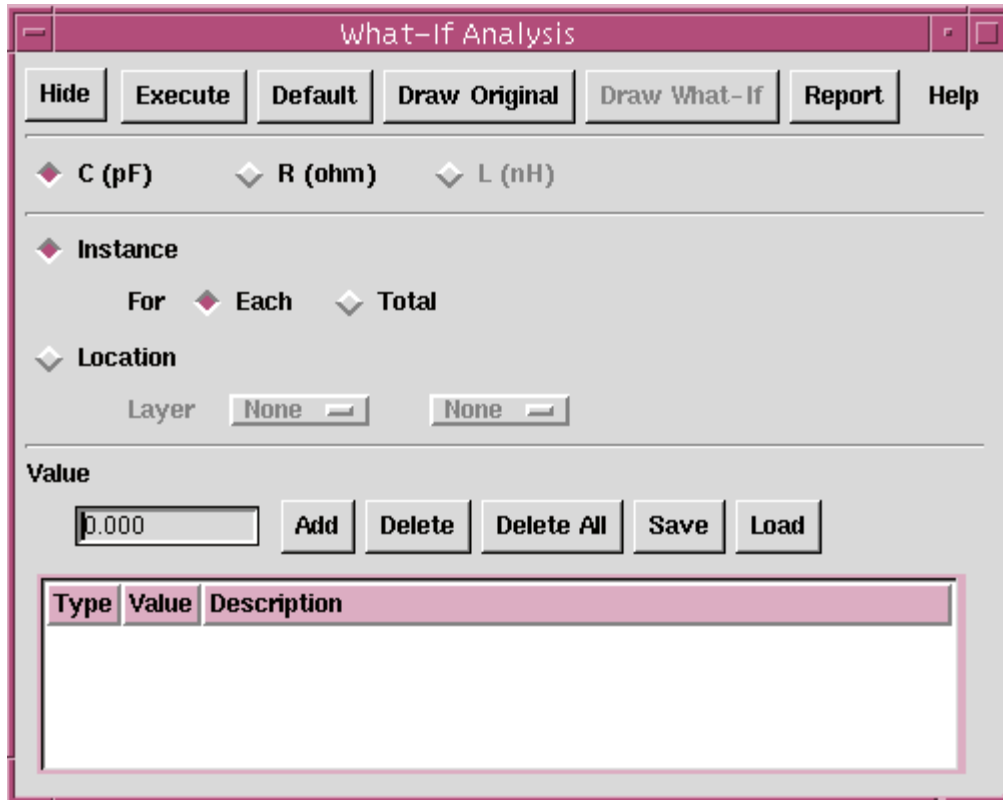 What-If Analysis
Hide Execute Default Draw Original Draw What-If Report Help
C (pF) R (ohm) L (nH)
Instance
For Each Total
Location
Layer None None
Value
0.000 Add Delete Delete All Save Load
Type Value Description